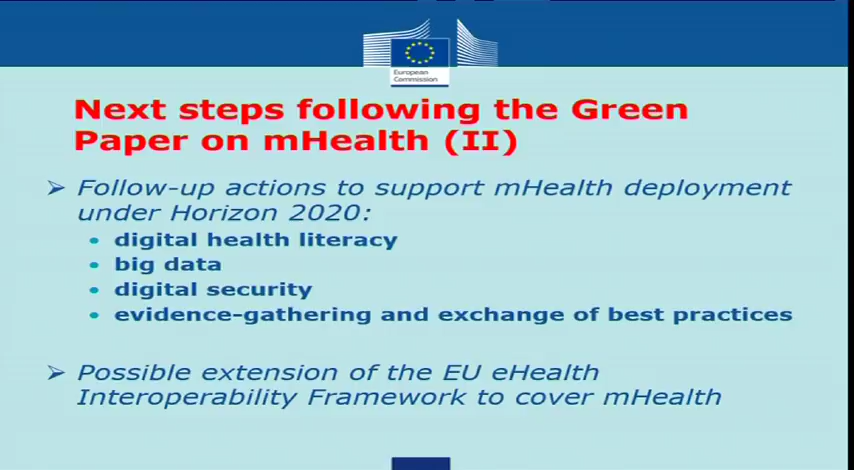 European
Commission
Next steps following the Green
Paper on mHealth (II)
➢ Follow-up actions to support mHealth deployment
under Horizon 2020:
• digital health literacy
• big data
• digital security
• evidence-gathering and exchange of best practices
➢ Possible extension of the EU eHealth
Interoperability Framework to cover mHealth